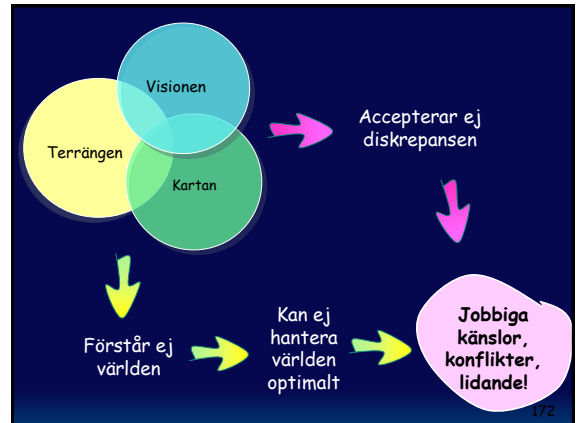 Visionen
Terrängen
Kartan
Accepterar ej
diskrepansen
Förstår ej
världen
Kan ej
hantera
världen
optimalt
Jobbiga
känslor,
konflikter,
lidande!
172